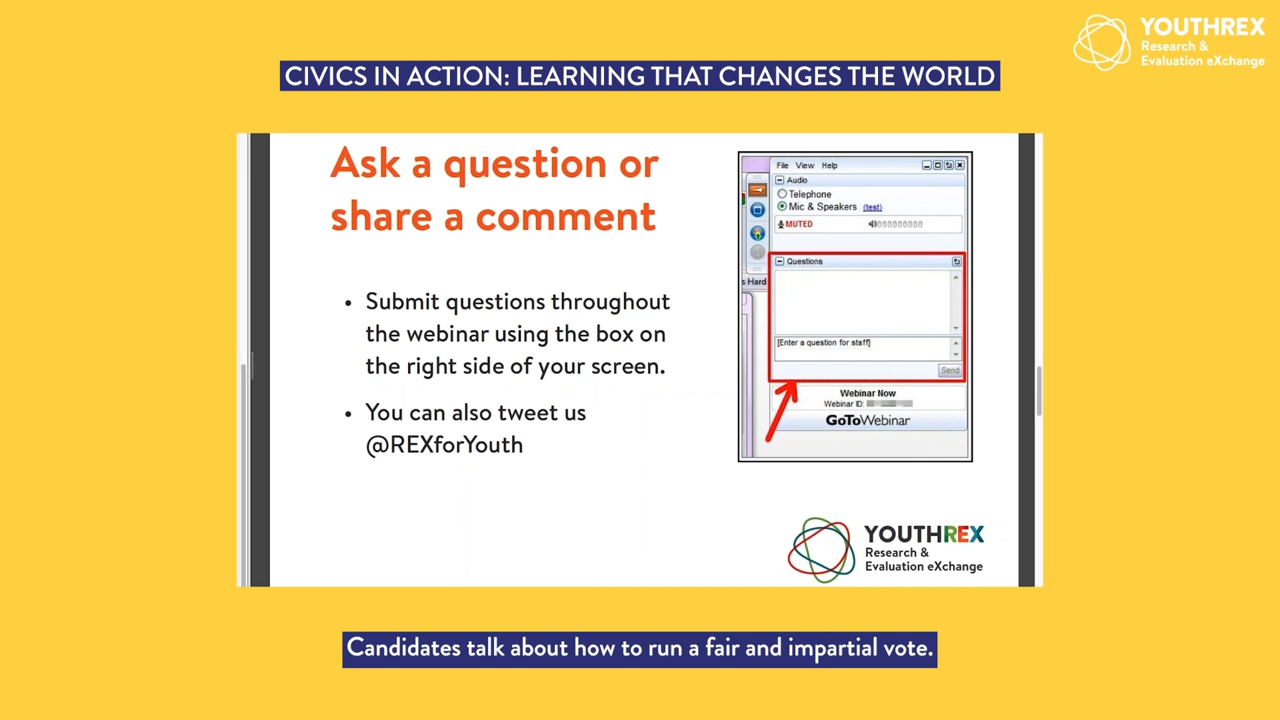 YOUTHREX
Research &
Evaluation eXchange
CIVICS IN ACTION: LEARNING THAT CHANGES THE WORLD
Ask a question or
share a comment
• Submit questions throughout
the webinar using the box on
the right side of your screen.
• You can also tweet us
@REXforYouth
File View Help
Audio
Telephone
Mic & Speakers (test)
MUTED
000000000
Questions
s Hard
[Enter a question for staff]
Send
Webinar Now
Webinar ID:
GoToWebinar
YOUTHREX
Research &
Evaluation eXchange
Candidates talk about how to run a fair and impartial vote.